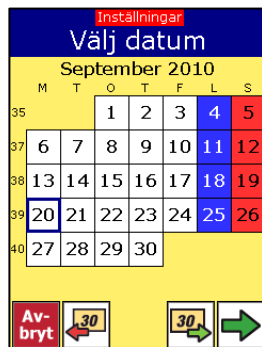 Inställningar
Välj datum
September 2010
M T O T F L S
35 1 2 3 4 5
37 6 7 8 9 10 11 12
38 13 14 15 16 17 18 19
39 20 21 22 23 24 25 26
40 27 28 29 30
Av-
bryt 30 30